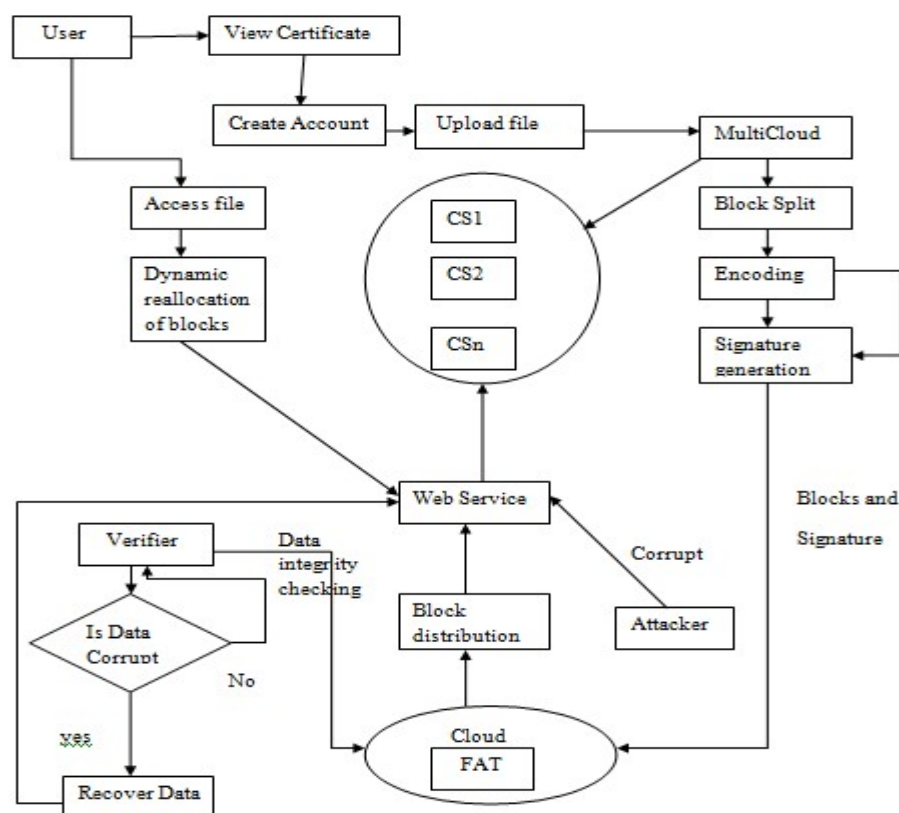 User
View Certificate
Create Account
Upload file
MultiCloud
Access file
CS1
Block Split
Dynamic
reallocation
of blocks
CS2
Encoding
CSn
Signature
generation
Web Service
Blocks and
Signature
Verifier
Data
integrity
checking
Corrupt
Is Data
Corrupt
Block
distribution
Attacker
No
yes
Cloud
FAT
Recover Data